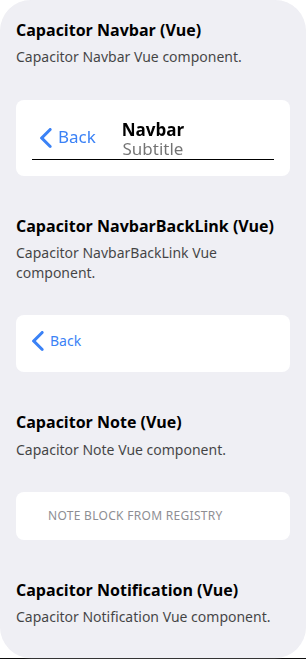 Capacitor Navbar (Vue)
Capacitor Navbar Vue component.
Back
Navbar
Subtitle
Capacitor NavbarBackLink (Vue)
Capacitor NavbarBackLink Vue
component.
Back
Capacitor Note (Vue)
Capacitor Note Vue component.
NOTE BLOCK FROM REGISTRY
Capacitor Notification (Vue)
Capacitor Notification Vue component.